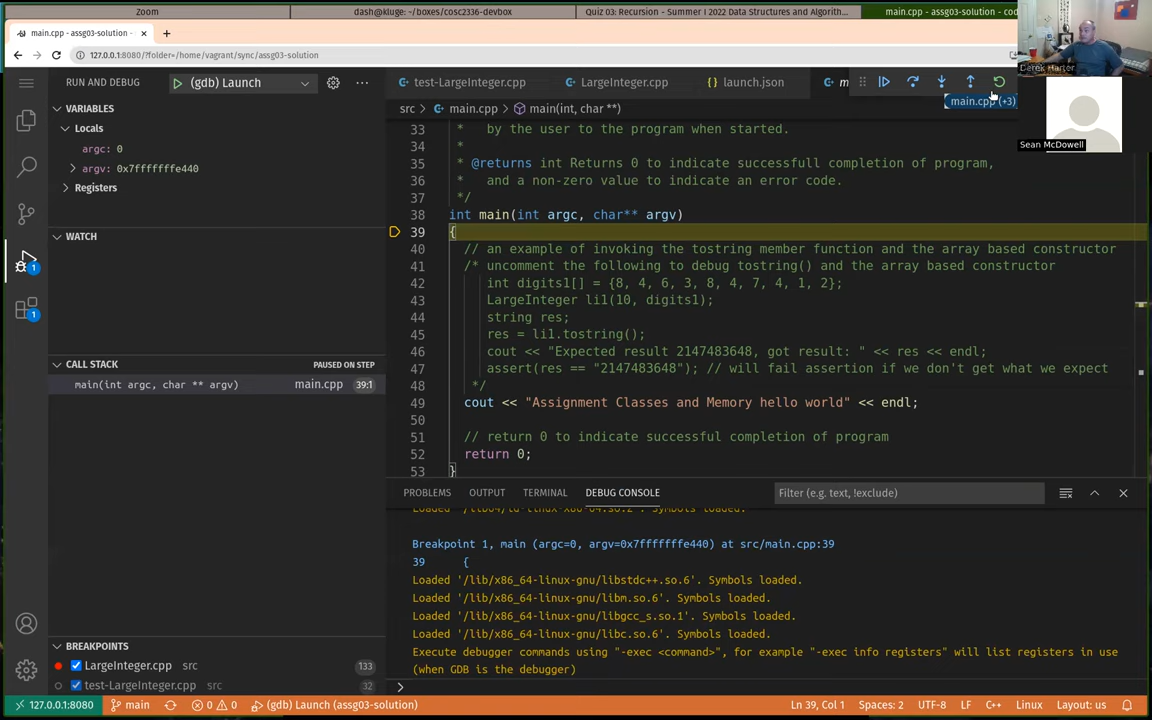 Zoom
dash@kluge: ~/boxes/cosc2336-devbox
Quiz 03: Recursion - Summer I 2022 Data Structures and Algorith...
main.cpp - assg03-solution - cod
main.cpp - assg03-solution
127.0.0.1:8080/?folder=/home/vagrant/sync/assg03-solution
Derek Harter
Sean McDowell
RUN AND DEBUG
(gdb) Launch
test-LargeInteger.cpp
LargeInteger.cpp
launch.json
main.cpp (+3)
VARIABLES
Locals
argc: 0
argv: 0x7fffffffe440
Registers
WATCH
CALL STACK
PAUSED ON STEP
main(int argc, char ** argv)
main.cpp
39:1
BREAKPOINTS
LargeInteger.cpp
src
133
test-LargeInteger.cpp
src
32
1
1
src
main.cpp
main(int, char **)
33 * by the user to the program when started.
34 *
35 * @returns int Returns 0 to indicate successfull completion of program,
36 * and a non-zero value to indicate an error code.
37 */
38 int main(int argc, char** argv)
39 {
40 // an example of invoking the tostring member function and the array based constructor
41 /* uncomment the following to debug tostring() and the array based constructor
42 int digits1[] = {8, 4, 6, 3, 8, 4, 7, 4, 1, 2};
43 LargeInteger li1(10, digits1);
44 string res;
45 res = li1.tostring();
46 cout << "Expected result 2147483648, got result: " << res << endl;
47 assert(res == "2147483648"); // will fail assertion if we don't get what we expect
48 */
49 cout << "Assignment Classes and Memory hello world" << endl;
50
51 // return 0 to indicate successful completion of program
52 return 0;
53 }
PROBLEMS
OUTPUT
TERMINAL
DEBUG CONSOLE
Filter (e.g. text, !exclude)
Loaded '/lib64/ld-linux-x86-64.so.2'. Symbols loaded.
Breakpoint 1, main (argc=0, argv=0x7fffffffe440) at src/main.cpp:39
39 {
Loaded '/lib/x86_64-linux-gnu/libstdc++.so.6'. Symbols loaded.
Loaded '/lib/x86_64-linux-gnu/libm.so.6'. Symbols loaded.
Loaded '/lib/x86_64-linux-gnu/libgcc_s.so.1'. Symbols loaded.
Loaded '/lib/x86_64-linux-gnu/libc.so.6'. Symbols loaded.
Execute debugger commands using "-exec <command>", for example "-exec info registers" will list registers in use
(when GDB is the debugger)
127.0.0.1:8080
main
0
0
(gdb) Launch (assg03-solution)
Ln 39, Col 1
Spaces: 2
UTF-8
LF
C++
Linux
Layout: us